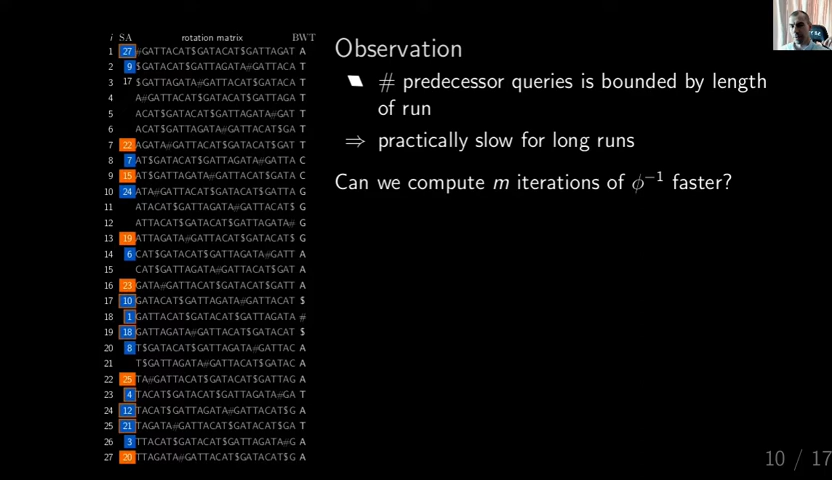 i SA rotation matrix BWT
1 27 #GATTACAT$GATACAT$GATTAGAT A
2 9 $GATACAT$GATTAGATA#GATTACA T
3 17 $GATTAGATA#GATTACAT$GATACA T
4 A#GATTACAT$GATACAT$GATTAGA T
5 ACAT$GATACAT$GATTAGATA#GAT T
6 ACAT$GATTAGATA#GATTACAT$GA T
7 22 AGATA#GATTACAT$GATACAT$GAT T
8 7 AT$GATACAT$GATTAGATA#GATTA C
9 15 AT$GATTAGATA#GATTACAT$GATA C
10 24 ATA#GATTACAT$GATACAT$GATTA G
11 ATACAT$GATTAGATA#GATTACAT$ G
12 ATTACAT$GATACAT$GATTAGATA# G
13 19 ATTAGATA#GATTACAT$GATACAT$ G
14 6 CAT$GATACAT$GATTAGATA#GATT A
15 CAT$GATTAGATA#GATTACAT$GAT A
16 23 GATA#GATTACAT$GATACAT$GATT A
17 10 GATACAT$GATTAGATA#GATTACAT $
18 1 GATTACAT$GATACAT$GATTAGATA #
19 18 GATTAGATA#GATTACAT$GATACAT $
20 8 T$GATACAT$GATTAGATA#GATTAC A
21 T$GATTAGATA#GATTACAT$GATAC A
22 25 TA#GATTACAT$GATACAT$GATTAG A
23 4 TACAT$GATACAT$GATTAGATA#GA T
24 12 TACAT$GATTAGATA#GATTACAT$G A
25 21 TAGATA#GATTACAT$GATACAT$GA T
26 3 TTACAT$GATACAT$GATTAGATA#G A
27 20 TTAGATA#GATTACAT$GATACAT$G A
Observation
# predecessor queries is bounded by length
of run
⇒ practically slow for long runs
Can we compute m iterations of ϕ⁻¹ faster?
10 / 17